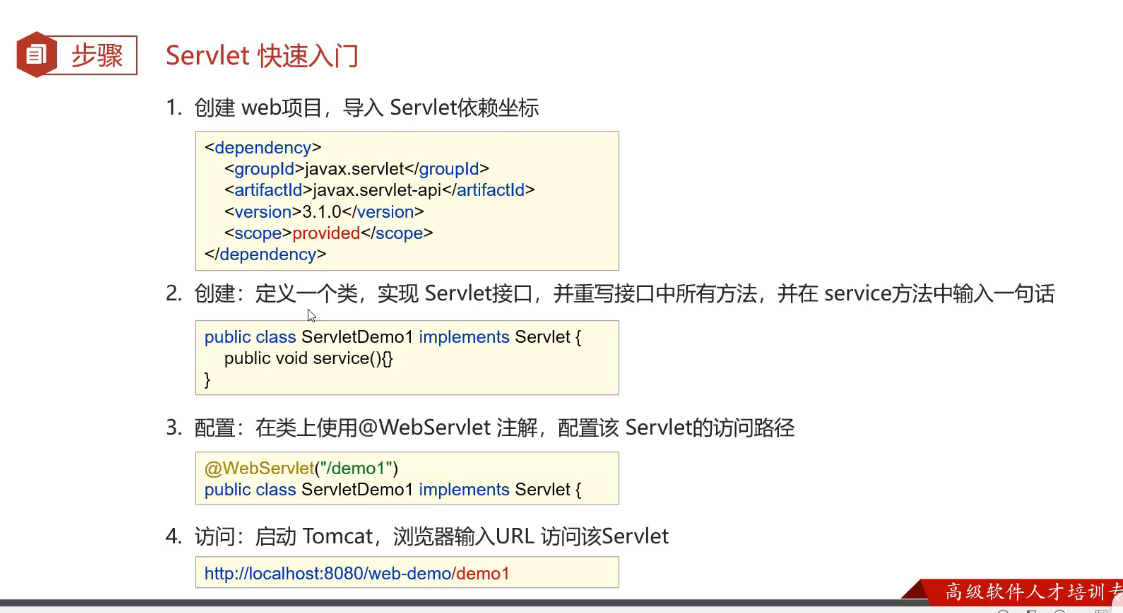 步骤
Servlet 快速入门
1. 创建 web项目，导入 Servlet依赖坐标
<dependency>
<groupId>javax.servlet</groupId>
<artifactId>javax.servlet-api</artifactId>
<version>3.1.0</version>
<scope>provided</scope>
</dependency>
2. 创建：定义一个类，实现 Servlet接口，并重写接口中所有方法，并在 service方法中输入一句话
public class ServletDemo1 implements Servlet {
public void service(){}
}
3. 配置：在类上使用@WebServlet 注解，配置该 Servlet的访问路径
@WebServlet("/demo1")
public class ServletDemo1 implements Servlet {
4. 访问：启动 Tomcat，浏览器输入URL 访问该Servlet
http://localhost:8080/web-demo/demo1
高级软件人才培训专